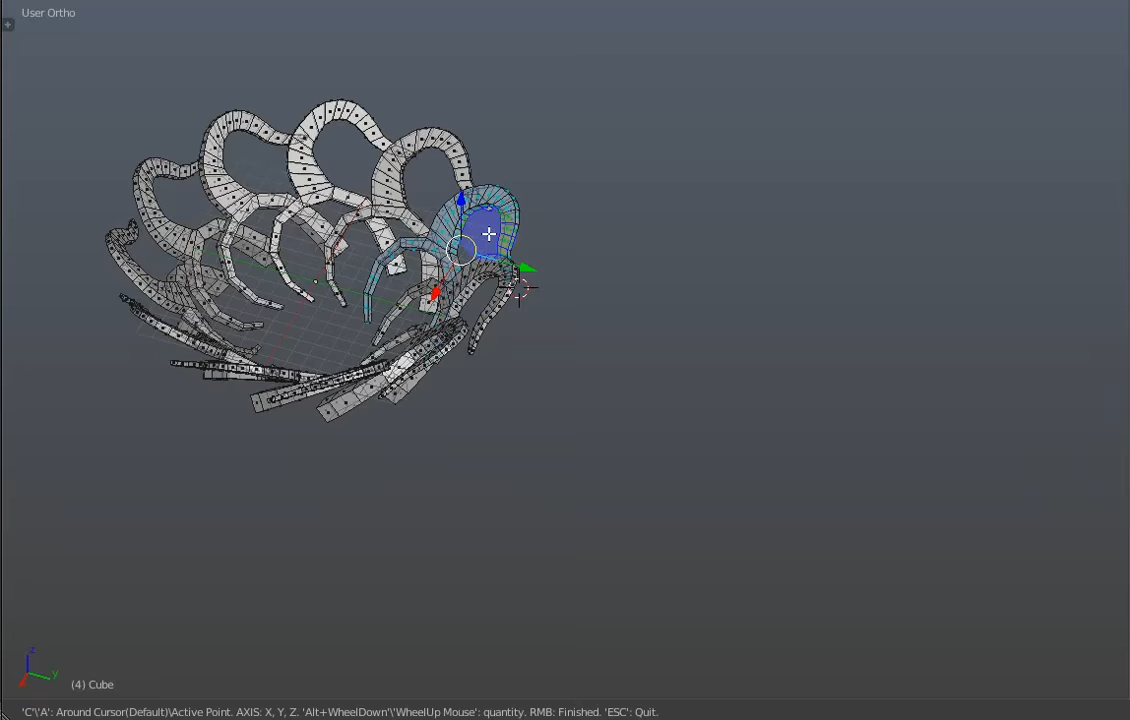 User Ortho
+
z
y
(4) Cube
'C'\'A': Around Cursor(Default)\Active Point. AXIS: X, Y, Z. 'Alt+WheelDown'\'WheelUp Mouse': quantity. RMB: Finished. 'ESC': Quit.